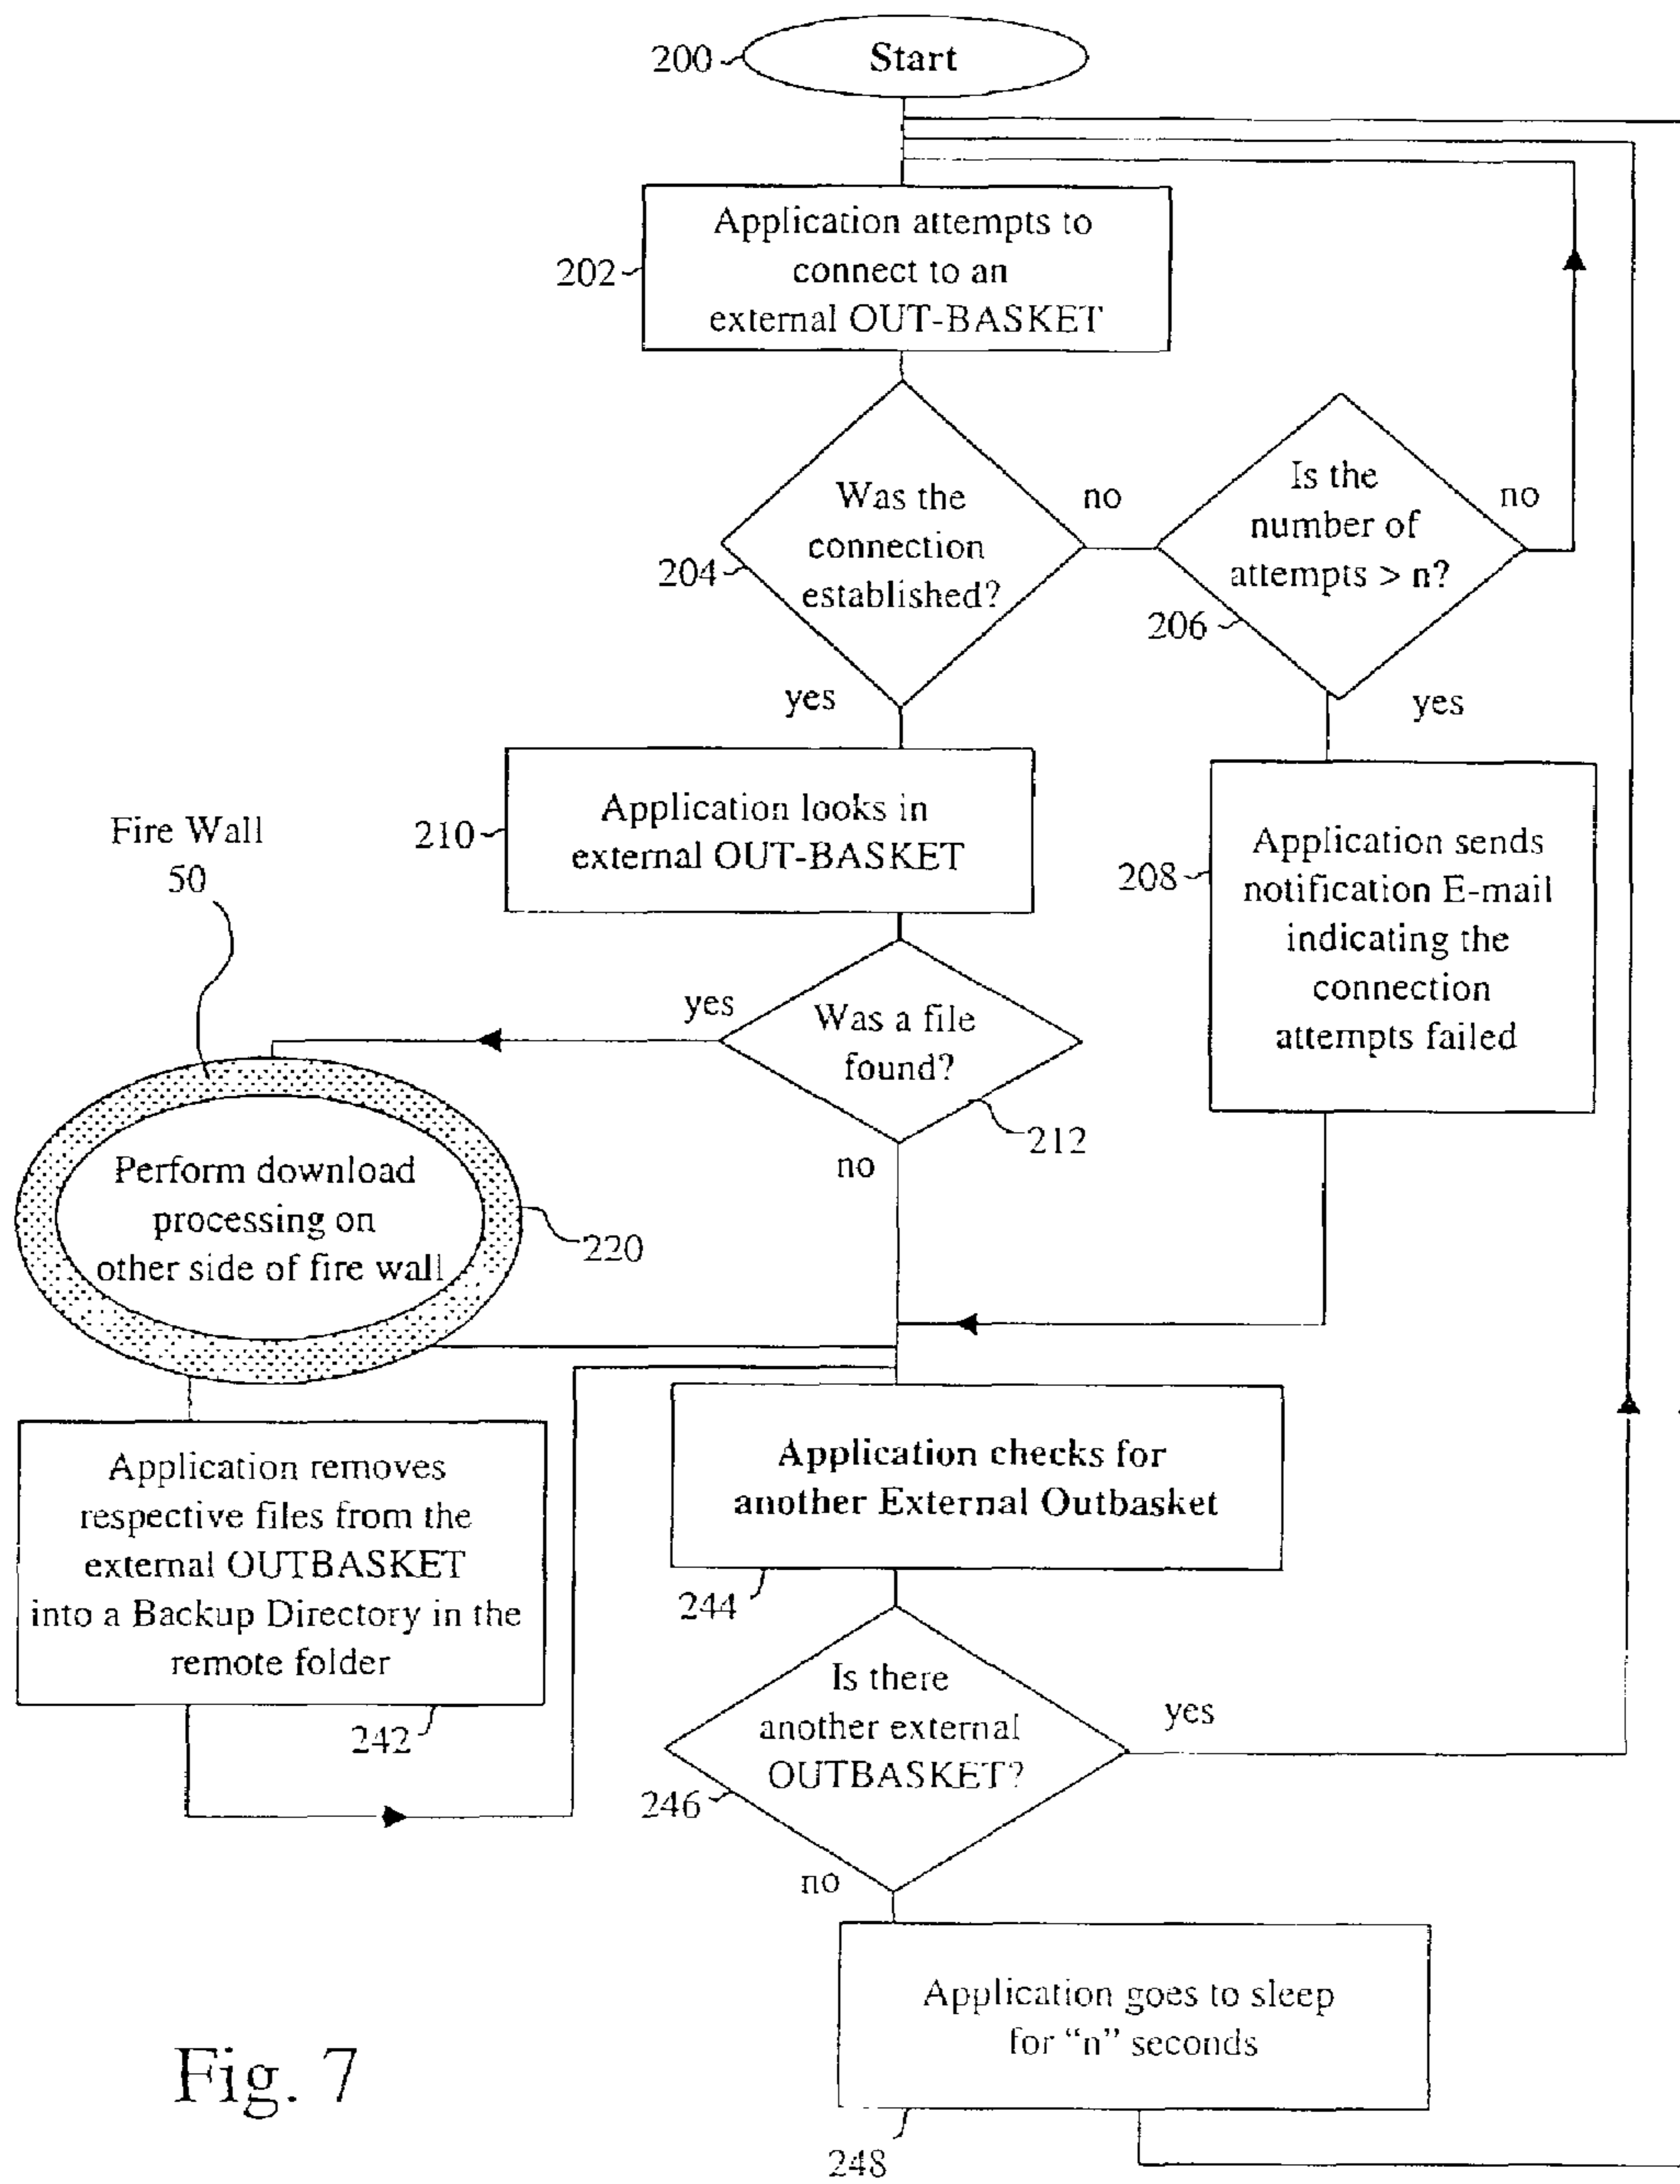 200
Start
Application attempts to
connect to an
external OUT-BASKET
202
Was the
connection
established?
204
no
yes
Is the
number of
attempts > n?
206
no
yes
Application looks in
external OUT-BASKET
210
Application sends
notification E-mail
indicating the
connection
attempts failed
208
Fire Wall
50
Was a file
found?
212
yes
no
Perform download
processing on
other side of fire wall
220
Application removes
respective files from the
external OUTBASKET
into a Backup Directory in the
remote folder
242
Application checks for
another External Outbasket
244
Is there
another external
OUTBASKET?
246
yes
no
Application goes to sleep
for “n” seconds
248
Fig. 7